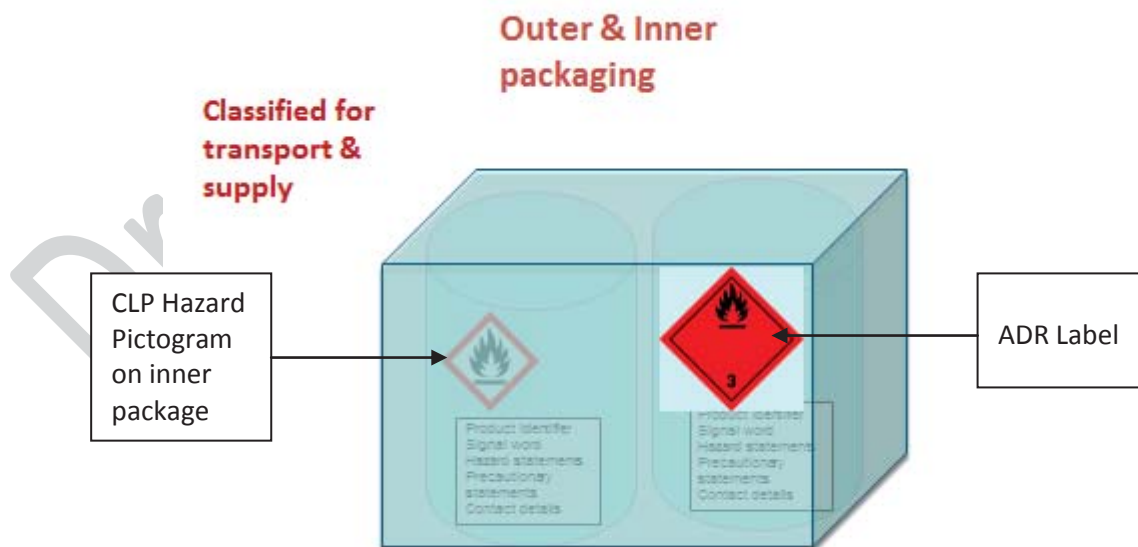 Outer & Inner
packaging
Classified for
transport &
supply
Dr
CLP Hazard
Pictogram
on inner
package
ADR Label
3
Product Identifier
Signal word
Hazard statements
Precautionary
statements
Contact details
Product Identifier
Signal word
Hazard statements
Precautionary
statements
Contact details